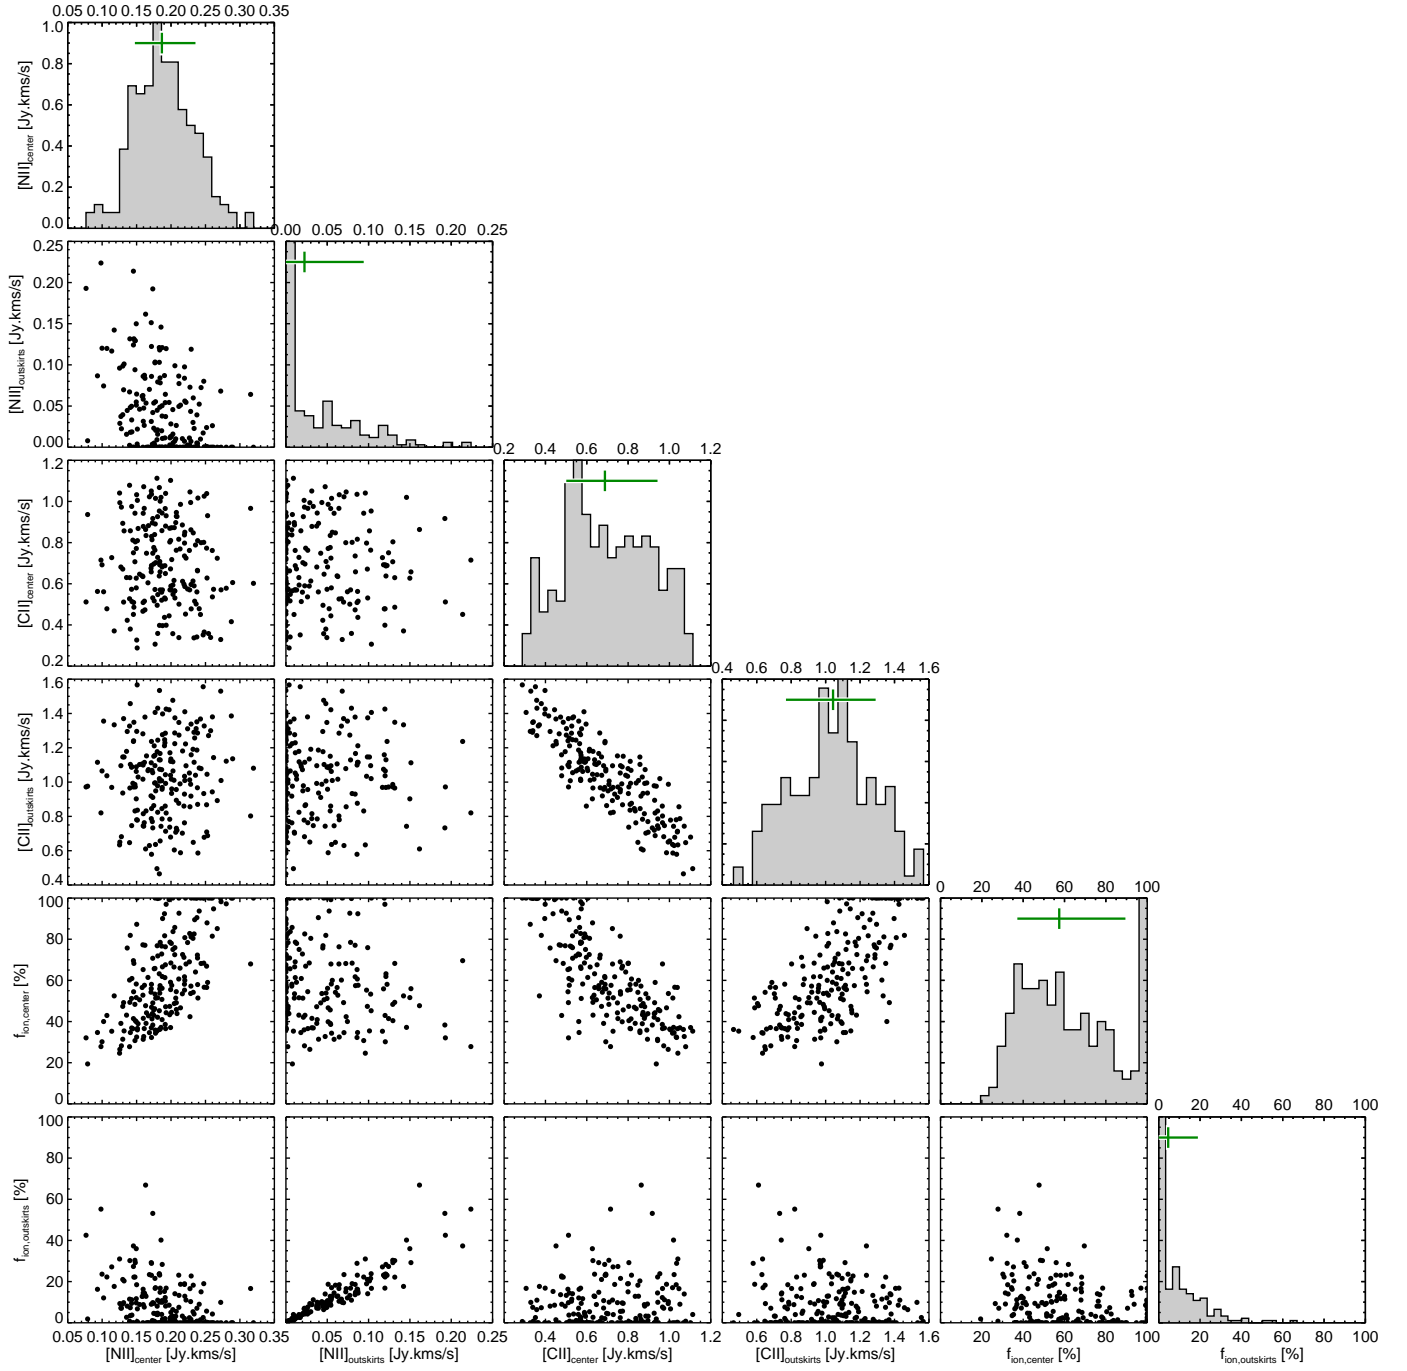 0.05 0.10 0.15 0.20 0.25 0.30 0.35
1.0
0.8
0.6
0.4
0.2
0.0
[NII]center [Jy.kms/s]
0.00 0.05 0.10 0.15 0.20 0.25
0.25
0.20
0.15
0.10
0.05
0.00
[NII]outskirts [Jy.kms/s]
0.2 0.4 0.6 0.8 1.0 1.2
1.2
1.0
0.8
0.6
0.4
0.2
[CII]center [Jy.kms/s]
0.4 0.6 0.8 1.0 1.2 1.4 1.6
1.6
1.4
1.2
1.0
0.8
0.6
0.4
[CII]outskirts [Jy.kms/s]
0 20 40 60 80 100
100
80
60
40
20
0
fion,center [%]
0 20 40 60 80 100
100
80
60
40
20
0
fion,outskirts [%]
0.05 0.10 0.15 0.20 0.25 0.30 0.35
0.05 0.10 0.15 0.20 0.25
0.4 0.6 0.8 1.0 1.2
0.6 0.8 1.0 1.2 1.4 1.6
20 40 60 80 100
20 40 60 80 100
[NII]center [Jy.kms/s]
[NII]outskirts [Jy.kms/s]
[CII]center [Jy.kms/s]
[CII]outskirts [Jy.kms/s]
fion,center [%]
fion,outskirts [%]